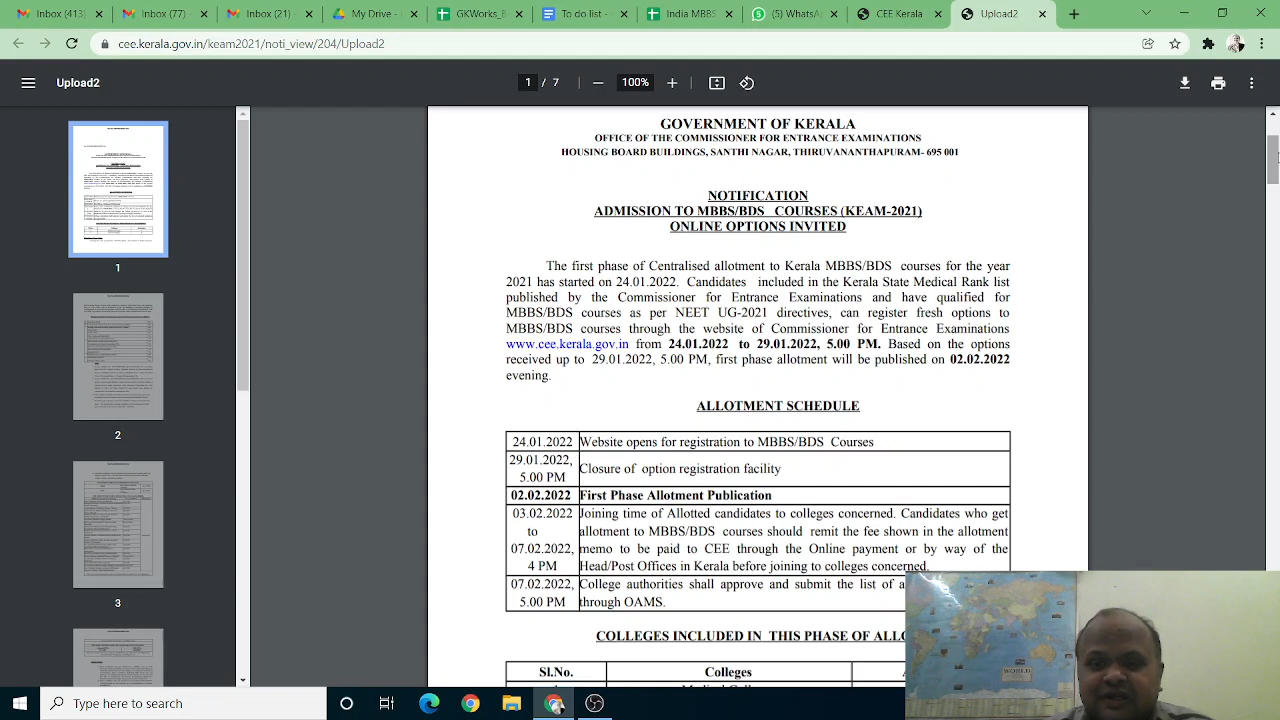 Inbox (413)
Inbox (77)
Inbox (21)
My Drive -
GKWorks_B
To do list -
India MBBS
(5) WhatsA
CEE Kerala
Upload2
cee.kerala.gov.in/keam2021/noti_view/204/Upload2
Upload2
1 / 7
100%
GOVERNMENT OF KERALA
OFFICE OF THE COMMISSIONER FOR ENTRANCE EXAMINATIONS
HOUSING BOARD BUILDINGS, SANTHI NAGAR, THIRUVANANTHAPURAM- 695 001
NOTIFICATION
ADMISSION TO MBBS/BDS COURSES (KEAM-2021)
ONLINE OPTIONS INVITED
The first phase of Centralised allotment to Kerala MBBS/BDS courses for the year
2021 has started on 24.01.2022. Candidates included in the Kerala State Medical Rank list
published by the Commissioner for Entrance Examinations and have qualified for
MBBS/BDS courses as per NEET UG-2021 directives, can register fresh options to
MBBS/BDS courses through the website of Commissioner for Entrance Examinations
www.cee.kerala.gov.in from 24.01.2022 to 29.01.2022, 5.00 PM. Based on the options
received up to 29.01.2022, 5.00 PM, first phase allotment will be published on 02.02.2022
evening.
ALLOTMENT SCHEDULE
24.01.2022 Website opens for registration to MBBS/BDS Courses
29.01.2022,
5.00 PM
Closure of option registration facility
02.02.2022 First Phase Allotment Publication
03.02.2022 Joining time of Allotted candidates to colleges concerned. Candidates who get
allotment to MBBS/BDS courses should remit the fee shown in the allotment
07.02.2022, memo to be paid to CEE through the Online payment or by way of the
4 PM Head/Post Offices in Kerala before joining to colleges concerned.
07.02.2022, College authorities shall approve and submit the list of a
5.00 PM through OAMS.
COLLEGES INCLUDED IN THIS PHASE OF ALLO
Sl.No. Colleges
1
2
3
WORLD
Type here to search